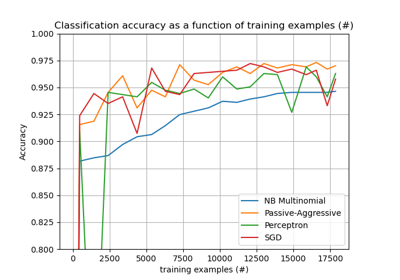 Classification accuracy as a function of training examples (#)
1.000
0.975
0.950
0.925
0.900
0.875
0.850
0.825
0.800
Accuracy
NB Multinomial
Passive-Aggressive
Perceptron
SGD
0 2500 5000 7500 10000 12500 15000 17500
training examples (#)